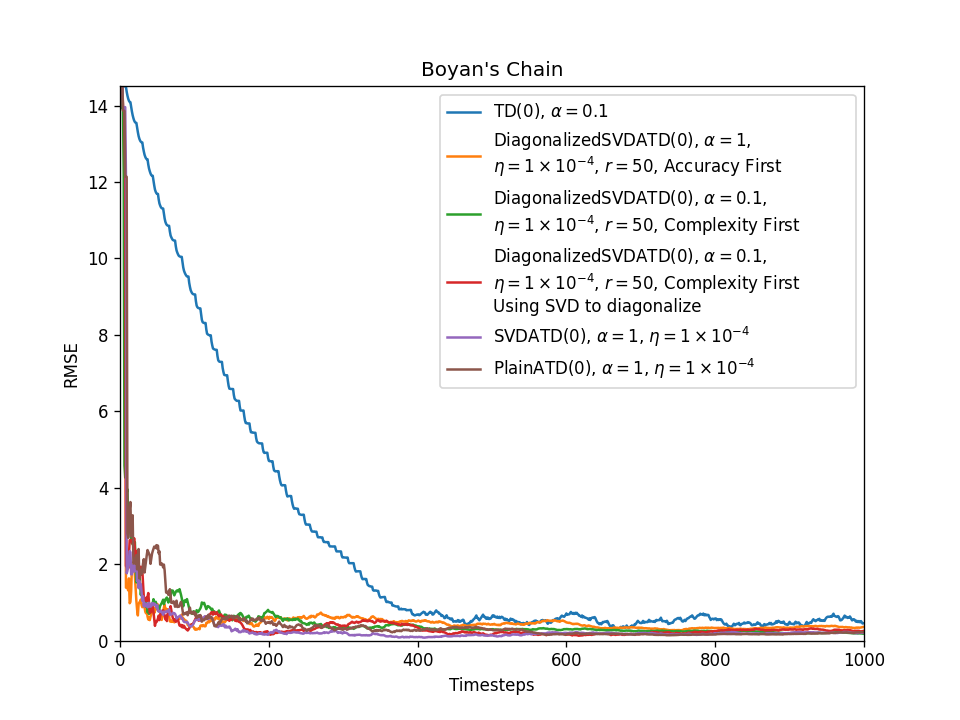 Boyan's Chain
RMSE
14
12
10
8
6
4
2
0
TD(0), α = 0.1
DiagonalizedSVDATD(0), α = 1,
η = 1 × 10⁻⁴, r = 50, Accuracy First
DiagonalizedSVDATD(0), α = 0.1,
η = 1 × 10⁻⁴, r = 50, Complexity First
DiagonalizedSVDATD(0), α = 0.1,
η = 1 × 10⁻⁴, r = 50, Complexity First
Using SVD to diagonalize
SVDATD(0), α = 1, η = 1 × 10⁻⁴
PlainATD(0), α = 1, η = 1 × 10⁻⁴
0 200 400 600 800 1000
Timesteps